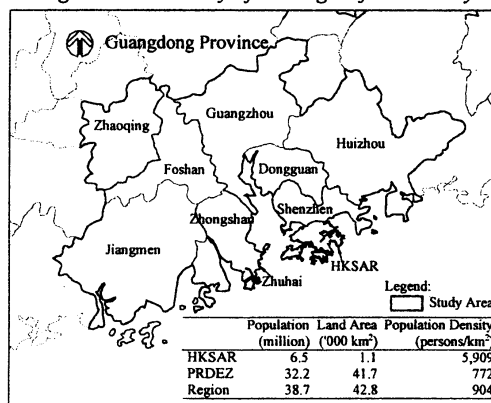 Guangdong Province
Zhaoqing
Guangzhou
Huizhou
Foshan
Dongguan
Zhongshan
Shenzhen
Jiangmen
Zhuhai
HKSAR
Legend:
Study Area
Population Land Area Population Density
(million) ('000 km²) (persons/km²)
HKSAR 6.5 1.1 5,909
PRDEZ 32.2 41.7 772
Region 38.7 42.8 904